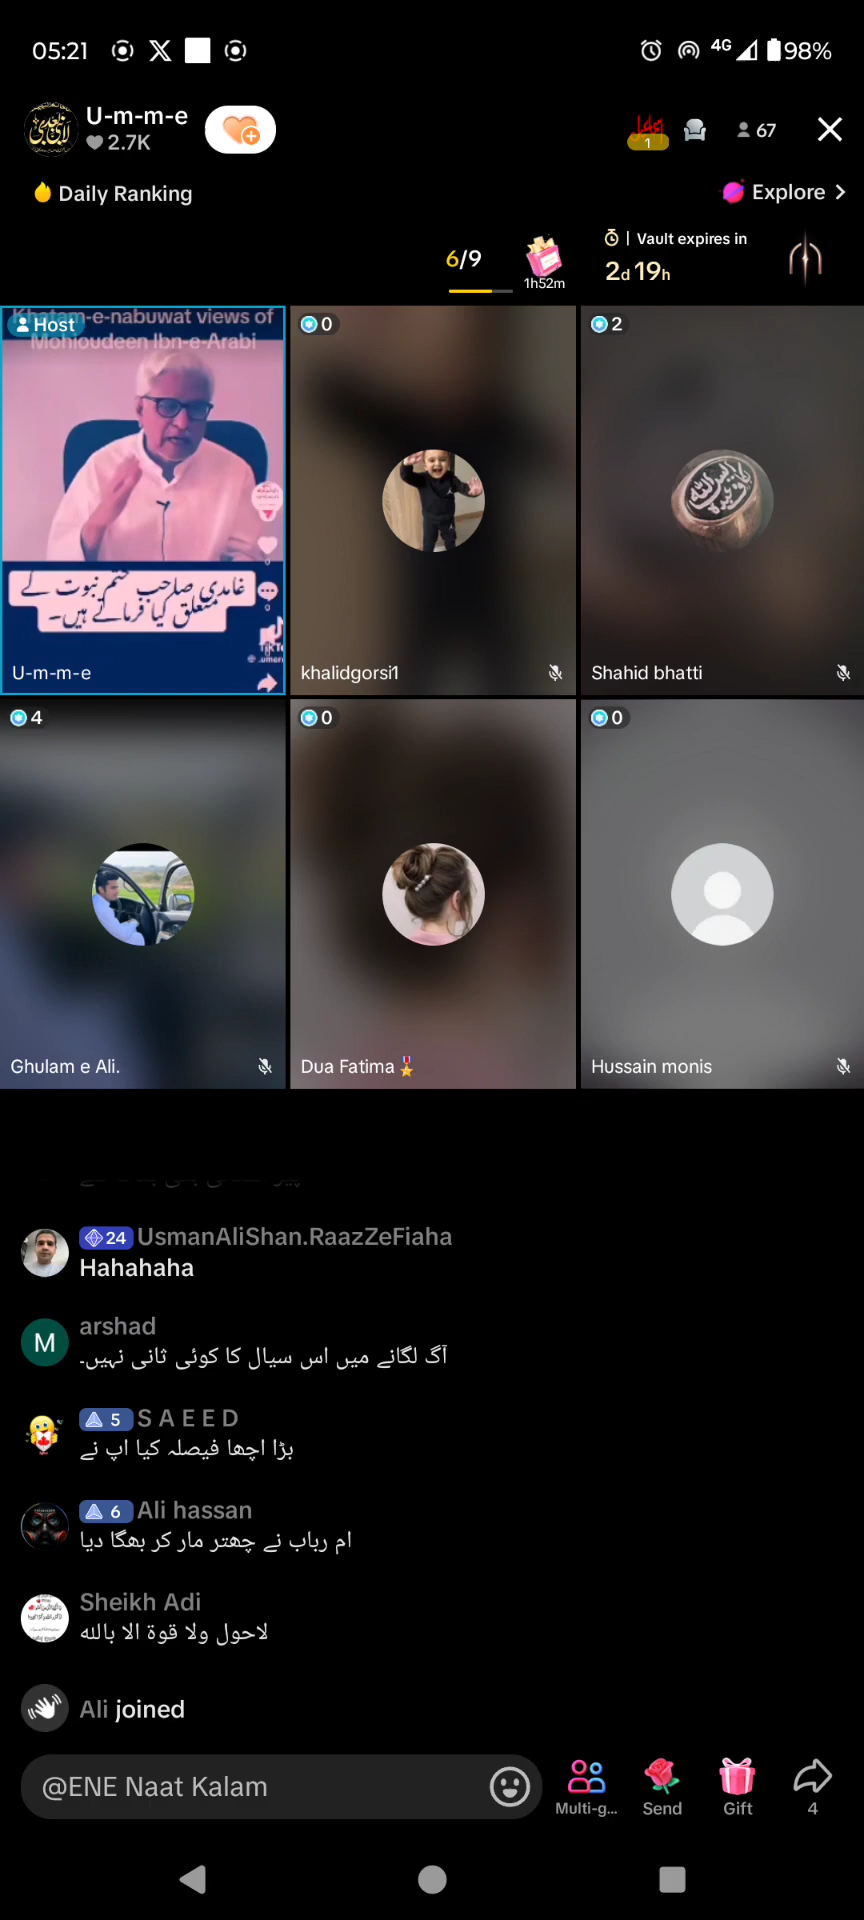 05:21
4G
98%
U-m-m-e
2.7K
1
67
Daily Ranking
Explore
6/9
1h52m
Vault expires in
2d 19h
Khatam-e-nabuwat views of
Mohioudeen Ibn-e-Arabi
Host
غامدی صاحب ختم نبوت کے
متعلق کیا فرماتے ہیں۔
U-m-m-e
0
khalidgorsi1
2
Shahid bhatti
4
Ghulam e Ali.
0
Dua Fatima
0
Hussain monis
24 UsmanAliShan.RaazZeFiaha
Hahahaha
M
arshad
آگ لگانے میں اس سیال کا کوئی ثانی نہیں۔
5 S A E E D
بڑا اچھا فیصلہ کیا اپ نے
6 Ali hassan
ام رباب نے چھتر مار کر بھگا دیا
Sheikh Adi
لاحول ولا قوة الا بالله
Ali joined
@ENE Naat Kalam
Multi-g...
Send
Gift
4